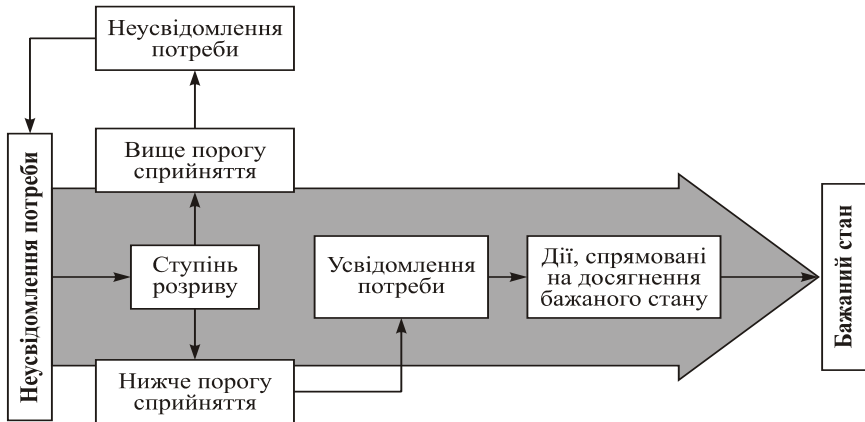 Неусвідомлення
потреби
Вище порогу
сприйняття
Неусвідомлення потреби
Ступінь
розриву
Усвідомлення
потреби
Дії, спрямовані
на досягнення
бажаного стану
Бажаний стан
Нижче порогу
сприйняття